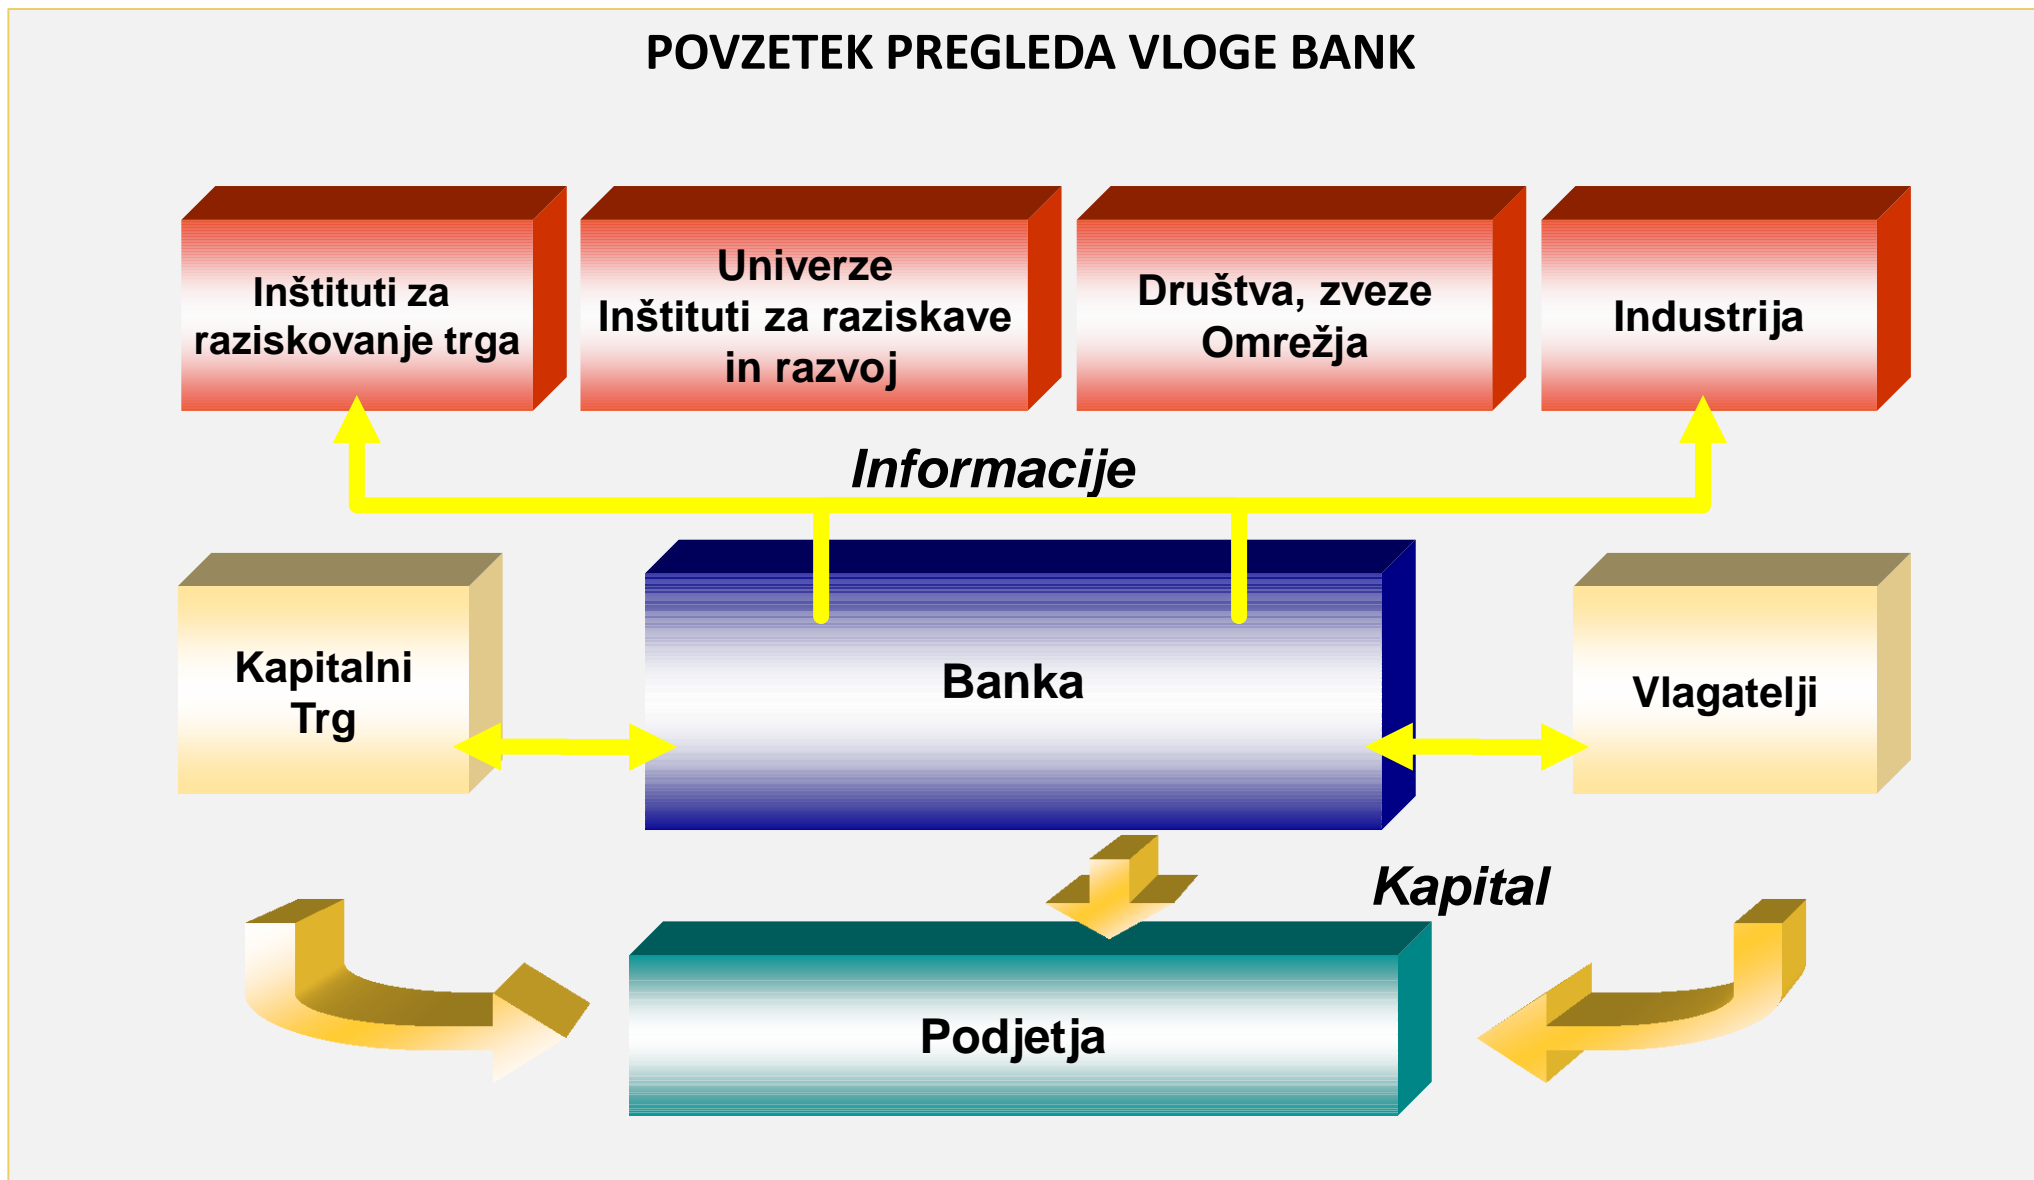 POVZETEK PREGLEDA VLOGE BANK
Inštituti za
raziskovanje trga
Univerze
Inštituti za raziskave
in razvoj
Društva, zveze
Omrežja
Industrija
Informacije
Kapitalni
Trg
Banka
Vlagatelji
Kapital
Podjetja